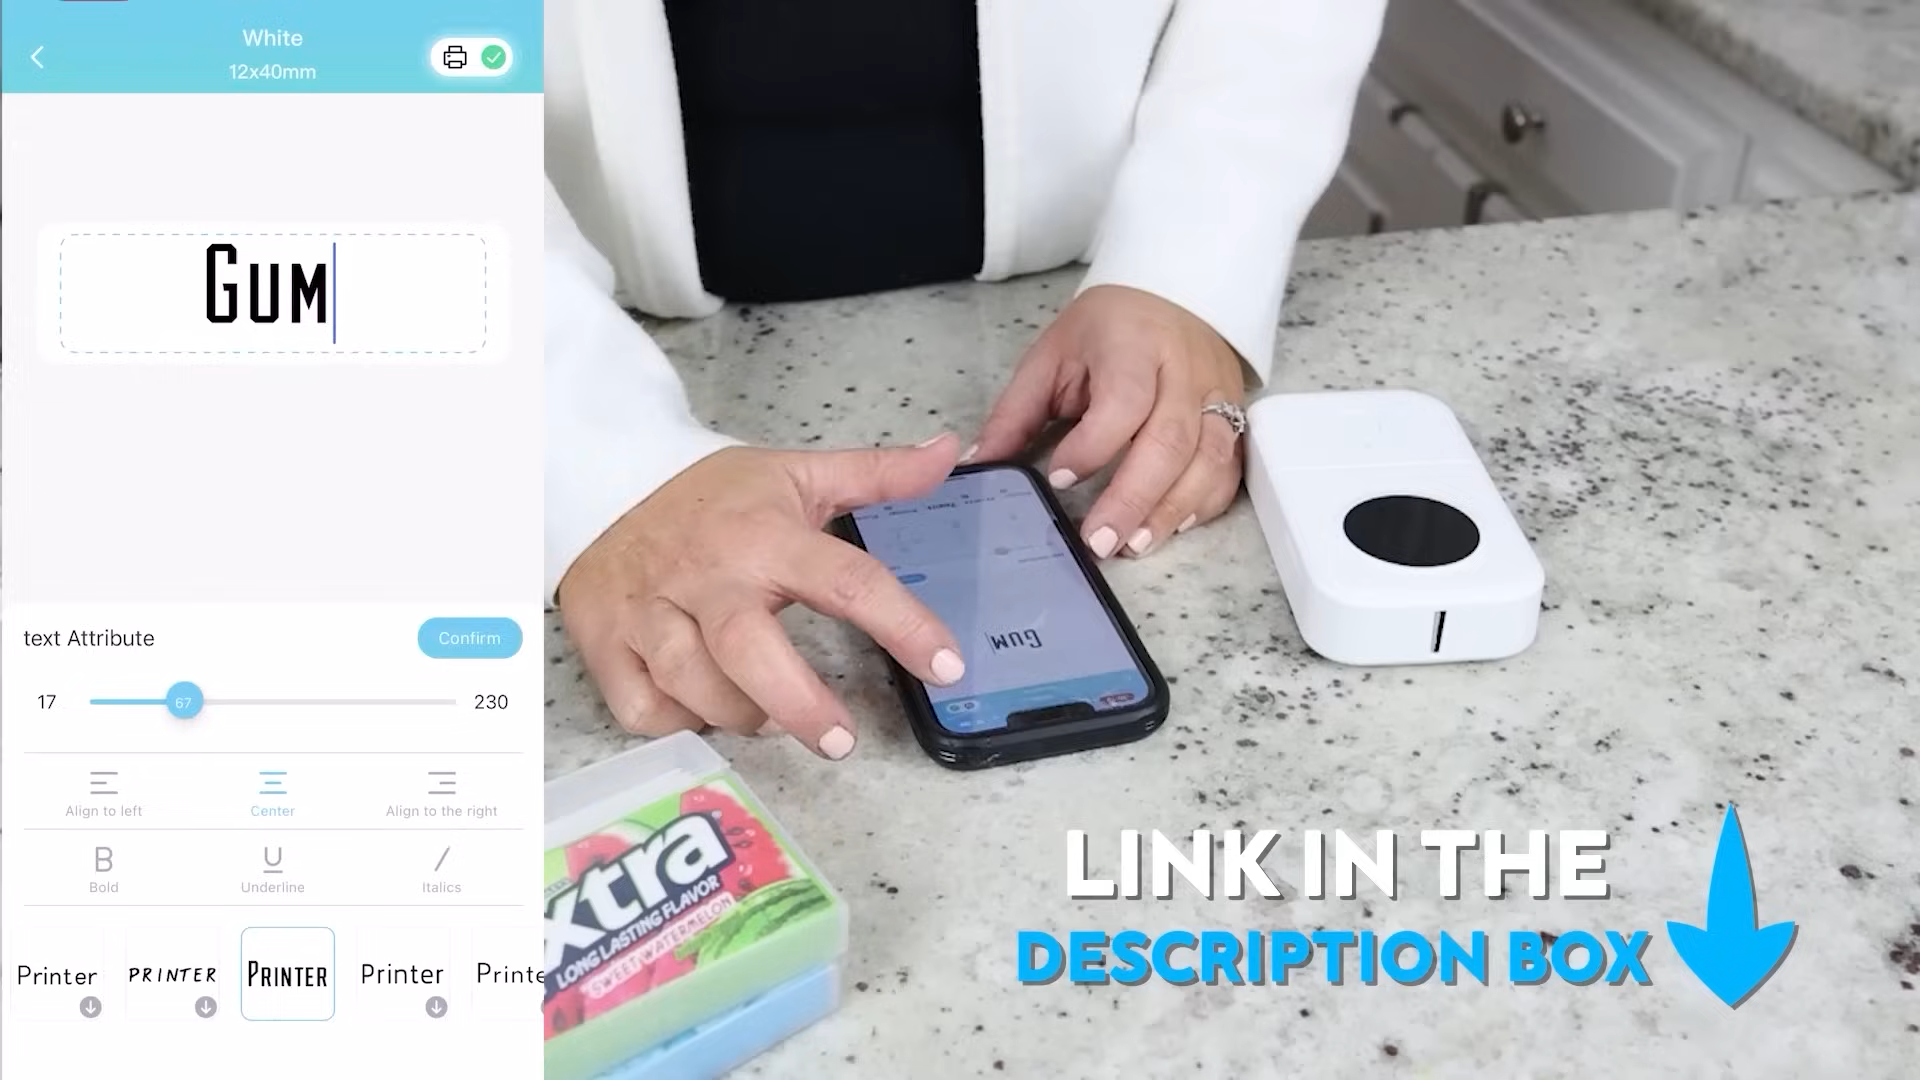 White
12x40mm
Gum
text Attribute
Confirm
17
67
230
Align to left
Center
Align to the right
B
U
I
Bold
Underline
Italics
Printer
PRINTER
PRINTER
Printer
Printe
Gum
xtra
LONG LASTING FLAVOR
SWEET WATERMELON
LINK IN THE
DESCRIPTION BOX